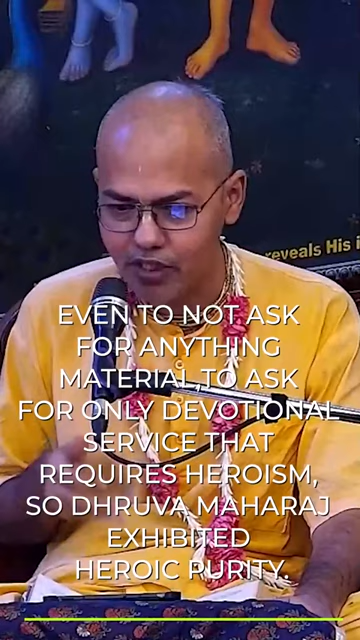 reveals His i
EVEN TO NOT ASK
FOR ANYTHING
MATERIAL,TO ASK
FOR ONLY DEVOTIONAL
SERVICE THAT
REQUIRES HEROISM,
SO DHRUVA MAHARAJ
EXHIBITED
HEROIC PURITY.